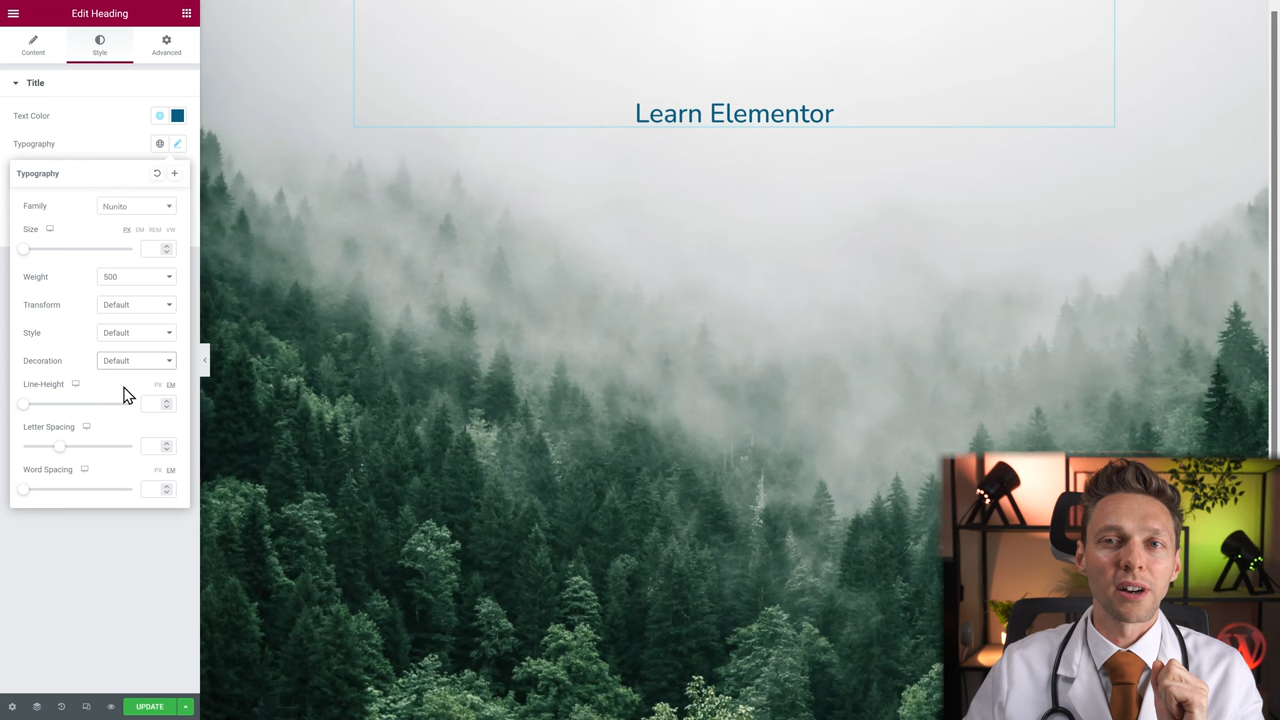 Edit Heading
Content
Style
Advanced
Title
Text Color
Typography
Typography
Family
Nunito
Size
PX EM REM VW
Weight
500
Transform
Default
Style
Default
Decoration
Default
Line-Height
PX EM
Letter Spacing
Word Spacing
PX EM
UPDATE
Learn Elementor